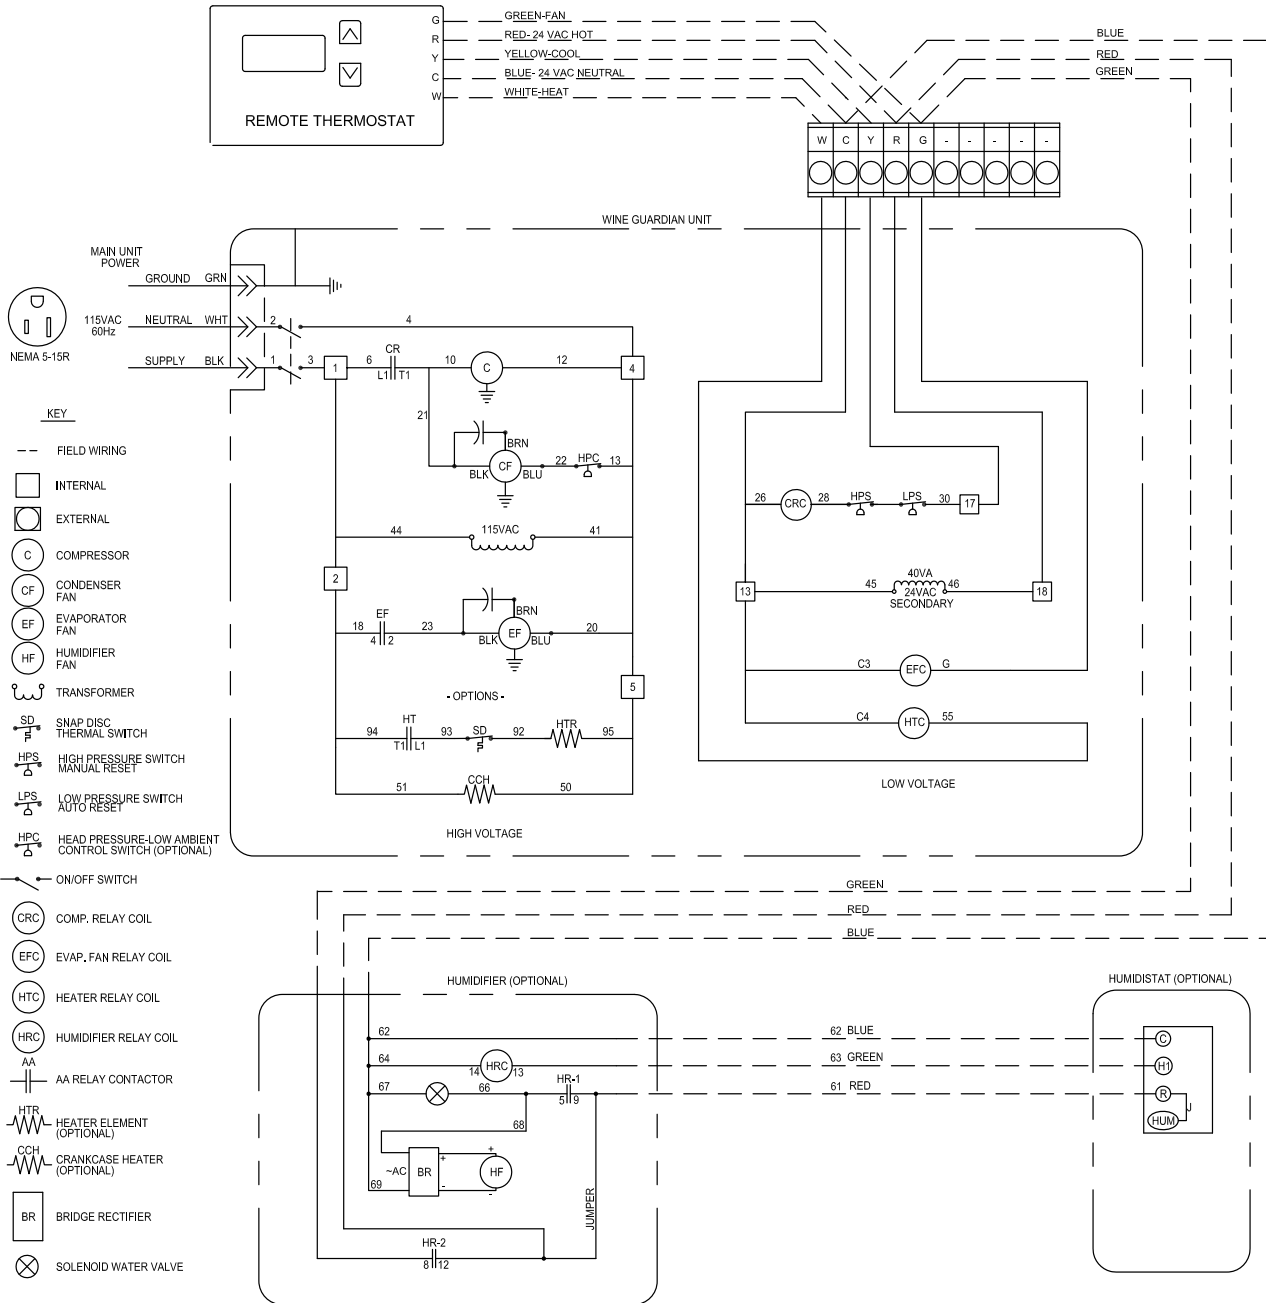 G GREEN-FAN
R RED- 24 VAC HOT
Y YELLOW-COOL
C BLUE- 24 VAC NEUTRAL
W WHITE-HEAT
REMOTE THERMOSTAT
BLUE
RED
GREEN
W C Y R G - - - - -
WINE GUARDIAN UNIT
MAIN UNIT
POWER
GROUND GRN
115VAC
60Hz
NEUTRAL WHT 2 4
NEMA 5-15R
SUPPLY BLK 1 3 1 6 CR 10 C 12 4
L1 T1
21
BRN
BLK CF BLU 22 HPC 13
44 115VAC 41
2
18 EF 23 BRN 20
4 2 BLK EF BLU
5
- OPTIONS -
94 HT 93 SD 92 HTR 95
T1 L1
51 CCH 50
HIGH VOLTAGE
26 CRC 28 HPS LPS 30 17
40VA
13 45 24VAC 46 18
SECONDARY
C3 EFC G
C4 HTC 55
LOW VOLTAGE
KEY
FIELD WIRING
INTERNAL
EXTERNAL
C COMPRESSOR
CF CONDENSER
FAN
EF EVAPORATOR
FAN
HF HUMIDIFIER
FAN
TRANSFORMER
SD SNAP DISC
THERMAL SWITCH
HPS HIGH PRESSURE SWITCH
MANUAL RESET
LPS LOW PRESSURE SWITCH
AUTO RESET
HPC HEAD PRESSURE-LOW AMBIENT
CONTROL SWITCH (OPTIONAL)
ON/OFF SWITCH
CRC COMP. RELAY COIL
EFC EVAP. FAN RELAY COIL
HTC HEATER RELAY COIL
HRC HUMIDIFIER RELAY COIL
AA AA RELAY CONTACTOR
HTR HEATER ELEMENT
(OPTIONAL)
CCH CRANKCASE HEATER
(OPTIONAL)
BR BRIDGE RECTIFIER
SOLENOID WATER VALVE
GREEN
RED
BLUE
HUMIDIFIER (OPTIONAL)
HUMIDISTAT (OPTIONAL)
62 62 BLUE C
64 14 HRC 13 63 GREEN H1
67 66 HR-1 61 RED R
5 9
J
HUM
68
~AC BR + + HF
69 - -
JUMPER
HR-2
8 12